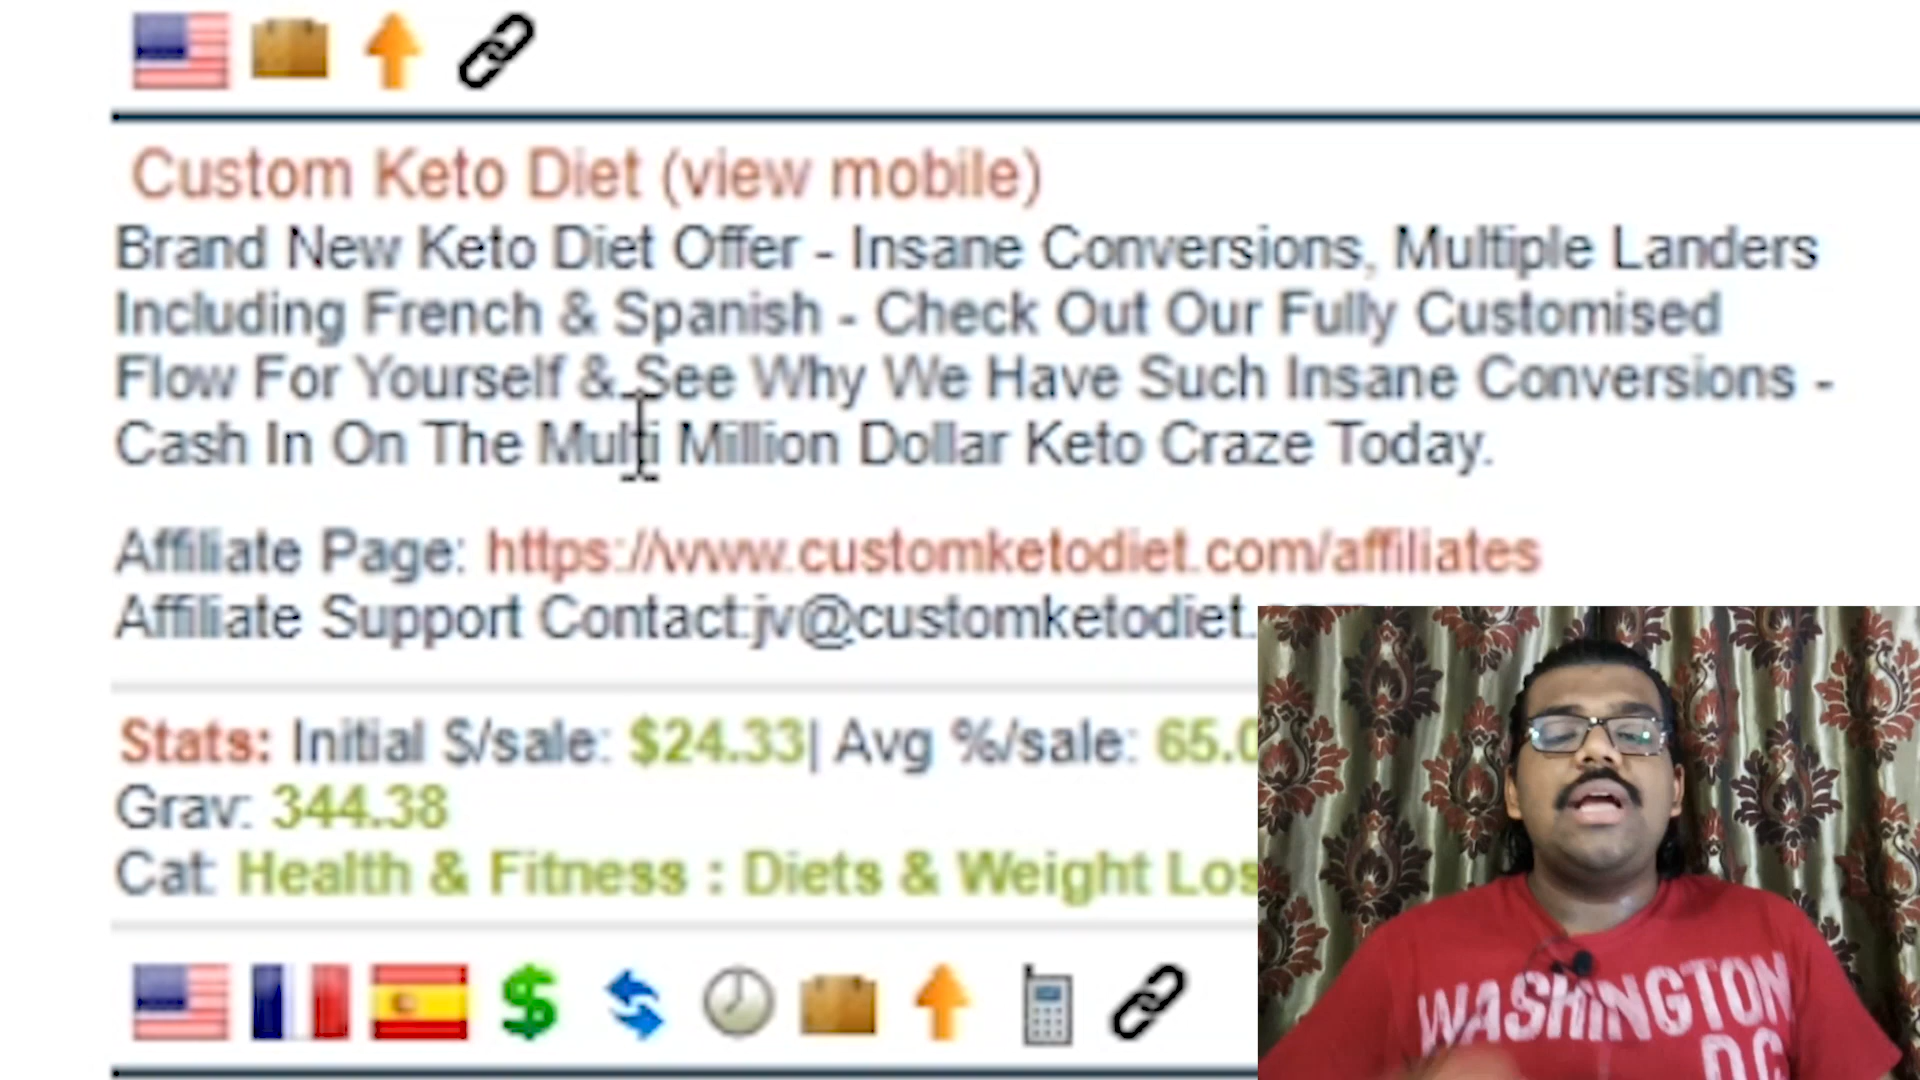 Custom Keto Diet (view mobile)
Brand New Keto Diet Offer - Insane Conversions, Multiple Landers
Including French & Spanish - Check Out Our Fully Customised
Flow For Yourself & See Why We Have Such Insane Conversions -
Cash In On The Multi Million Dollar Keto Craze Today.
Affiliate Page: https://www.customketodiet.com/affiliates
Affiliate Support Contact:jv@customketodiet.
Stats: Initial $/sale: $24.33| Avg %/sale: 65.0
Grav: 344.38
Cat: Health & Fitness : Diets & Weight Los
WASHINGTON
D.C